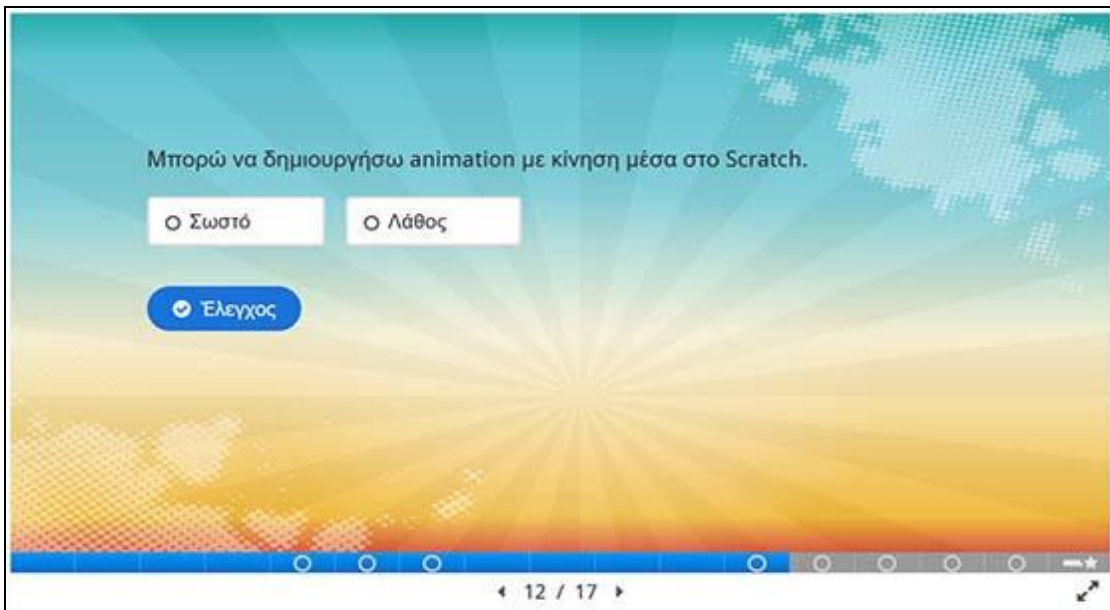 Μπορώ να δημιουργήσω animation με κίνηση μέσα στο Scratch.
Σωστό Λάθος
Έλεγχος
12 / 17